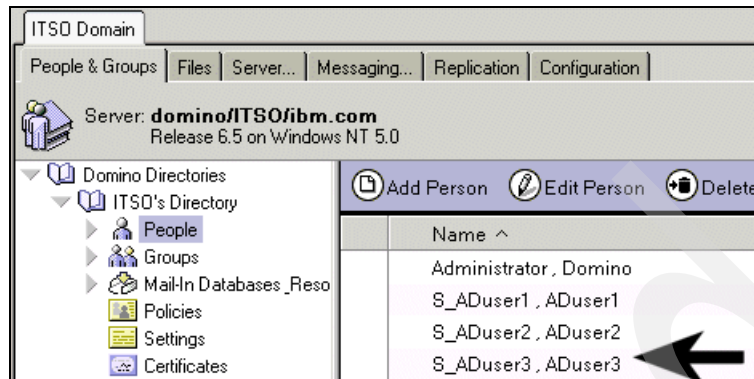 ITSO Domain
People & Groups Files Server... Messaging... Replication Configuration
Server: domino/ITSO/ibm.com
Release 6.5 on Windows NT 5.0
Domino Directories
ITSO's Directory
People
Groups
Mail-In Databases_Reso
Policies
Settings
Certificates
Add Person Edit Person Delete
Name ^
Administrator , Domino
S_ADuser1 , ADuser1
S_ADuser2 , ADuser2
S_ADuser3 , ADuser3